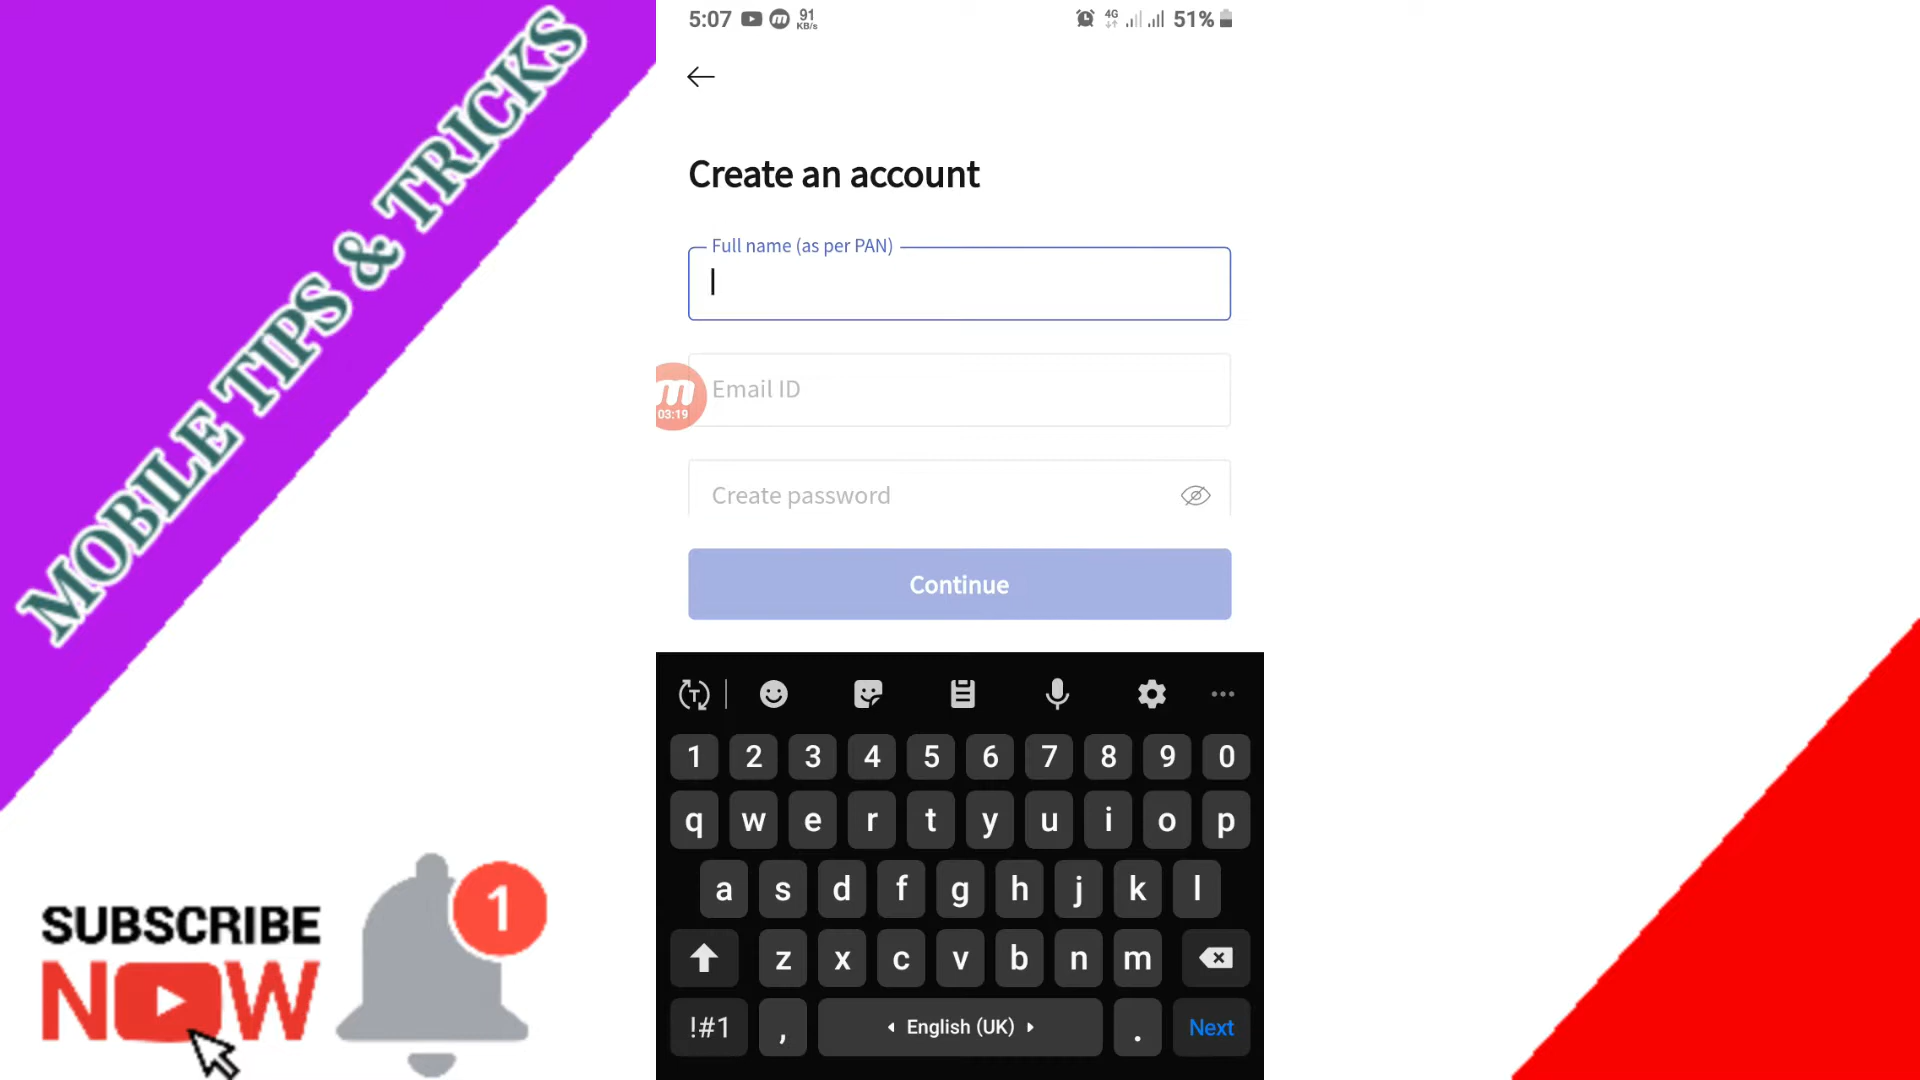 MOBILE TIPS & TRICKS
5:07 91 KB/s 4G 51%
Create an account
Full name (as per PAN)
m
03:19
Email ID
Create password
Continue
T
1 2 3 4 5 6 7 8 9 0
q w e r t y u i o p
a s d f g h j k l
z x c v b n m
!#1 , English (UK) . Next
SUBSCRIBE
NOW
1